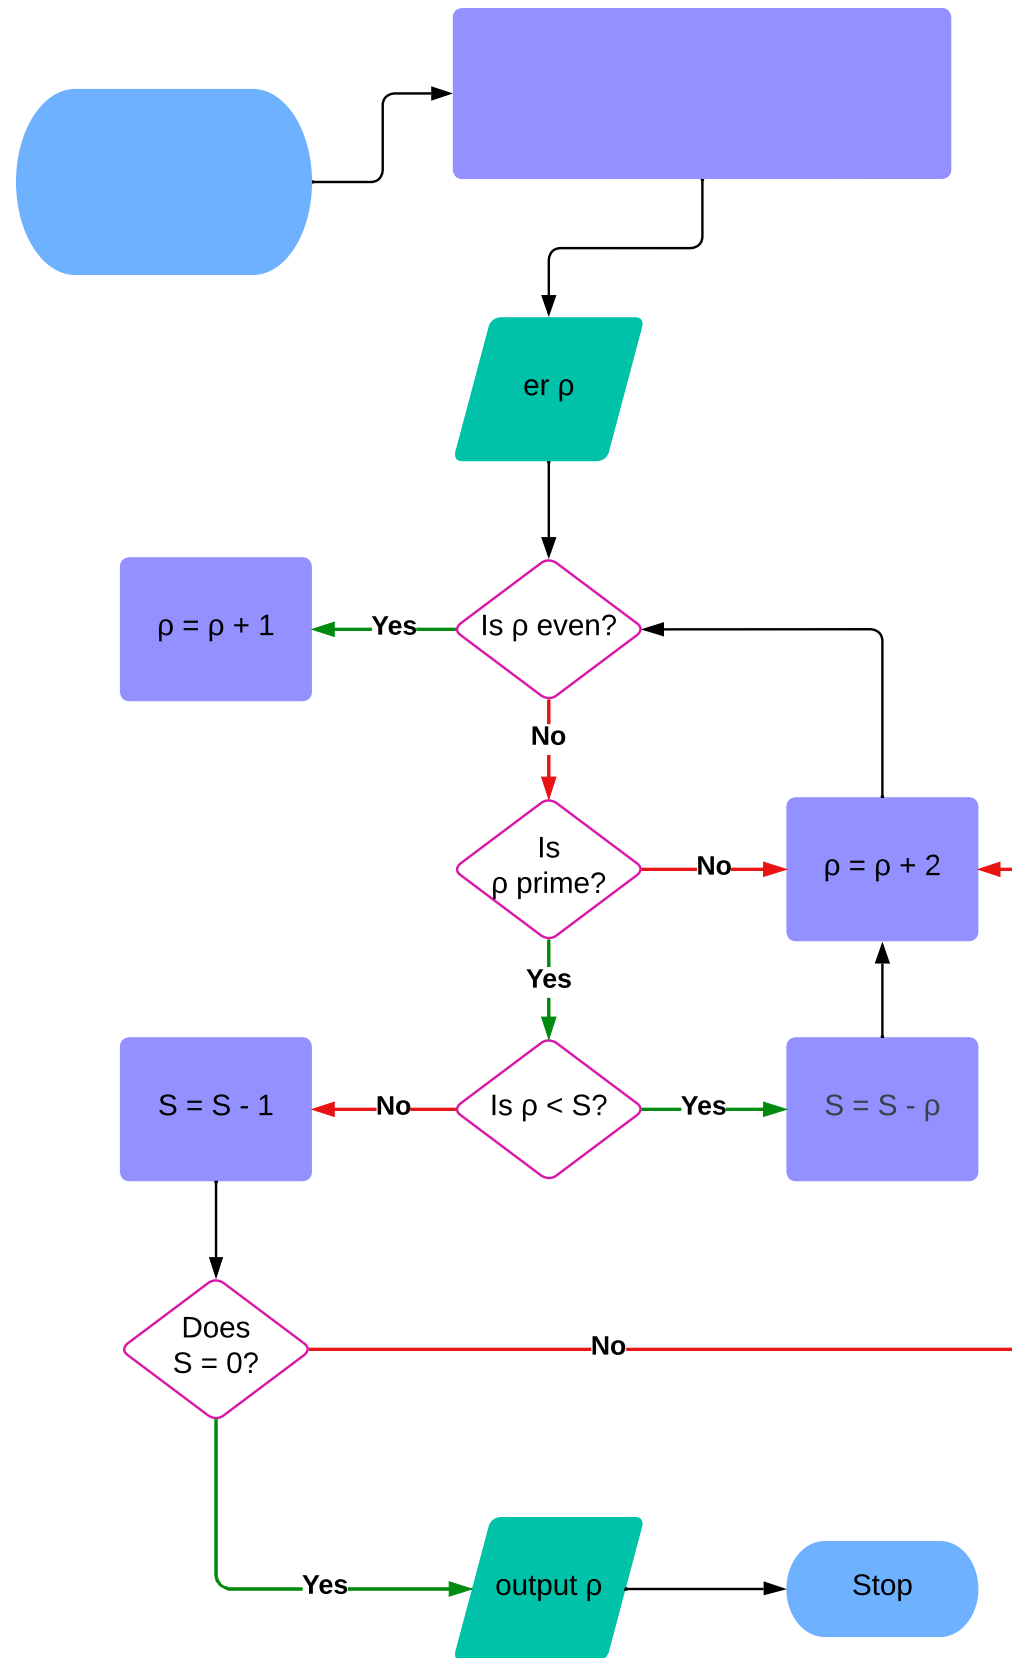 er ρ
Is ρ even?
Yes
ρ = ρ + 1
No
Is
ρ prime?
No
ρ = ρ + 2
Yes
Is ρ < S?
No
S = S - 1
Yes
S = S - ρ
Does
S = 0?
No
Yes
output ρ
Stop